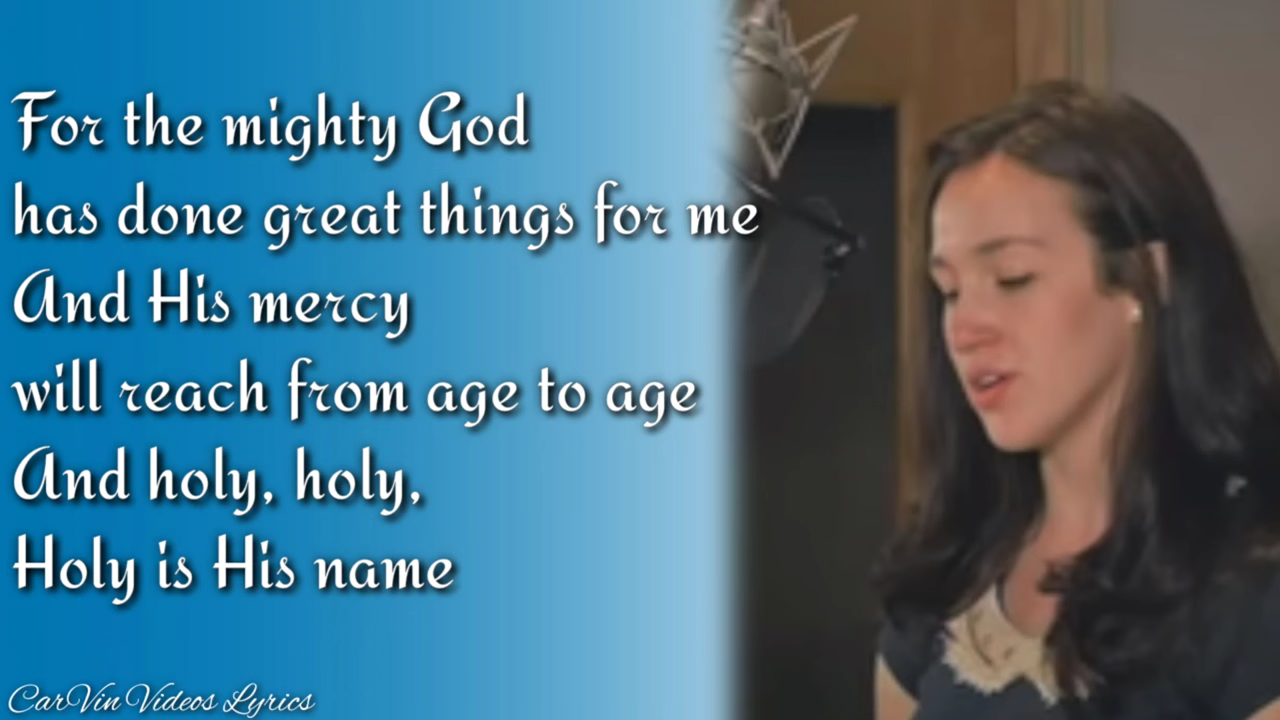 For the mighty God
has done great things for me
And His mercy
will reach from age to age
And holy, holy,
Holy is His name
CarVin Videos Lyrics